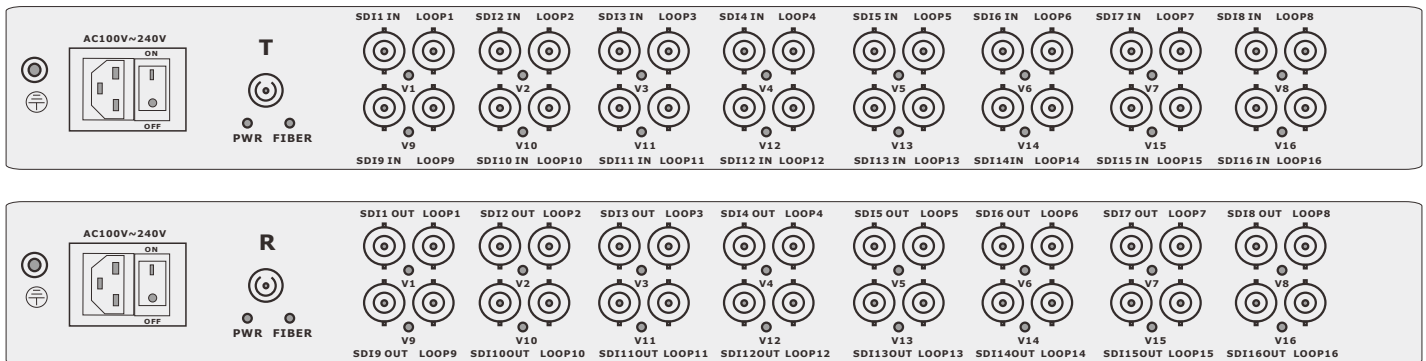 SDI1 IN LOOP1 SDI2 IN LOOP2 SDI3 IN LOOP3 SDI4 IN LOOP4 SDI5 IN LOOP5 SDI6 IN LOOP6 SDI7 IN LOOP7 SDI8 IN LOOP8
AC100V~240V
ON
T
V1 V2 V3 V4 V5 V6 V7 V8
OFF
PWR FIBER
V9 V10 V11 V12 V13 V14 V15 V16
SDI9 IN LOOP9 SDI10 IN LOOP10 SDI11 IN LOOP11 SDI12 IN LOOP12 SDI13 IN LOOP13 SDI14IN LOOP14 SDI15 IN LOOP15 SDI16 IN LOOP16
SDI1 OUT LOOP1 SDI2 OUT LOOP2 SDI3 OUT LOOP3 SDI4 OUT LOOP4 SDI5 OUT LOOP5 SDI6 OUT LOOP6 SDI7 OUT LOOP7 SDI8 OUT LOOP8
AC100V~240V
ON
R
V1 V2 V3 V4 V5 V6 V7 V8
OFF
PWR FIBER
V9 V10 V11 V12 V13 V14 V15 V16
SDI9 OUT LOOP9 SDI10OUT LOOP10 SDI11OUT LOOP11 SDI12OUT LOOP12 SDI13OUT LOOP13 SDI14OUT LOOP14 SDI15OUT LOOP15 SDI16OUT LOOP16